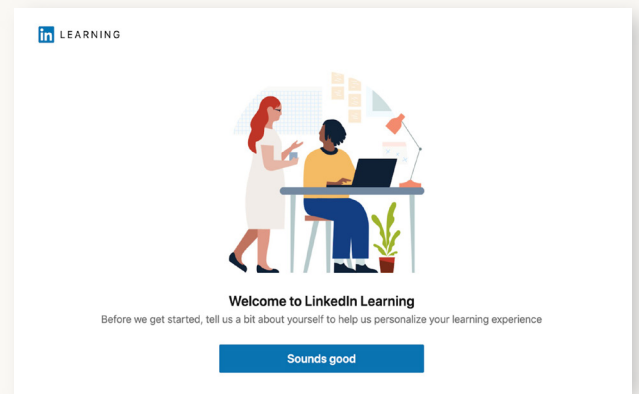 in LEARNING
Welcome to LinkedIn Learning
Before we get started, tell us a bit about yourself to help us personalize your learning experience
Sounds good